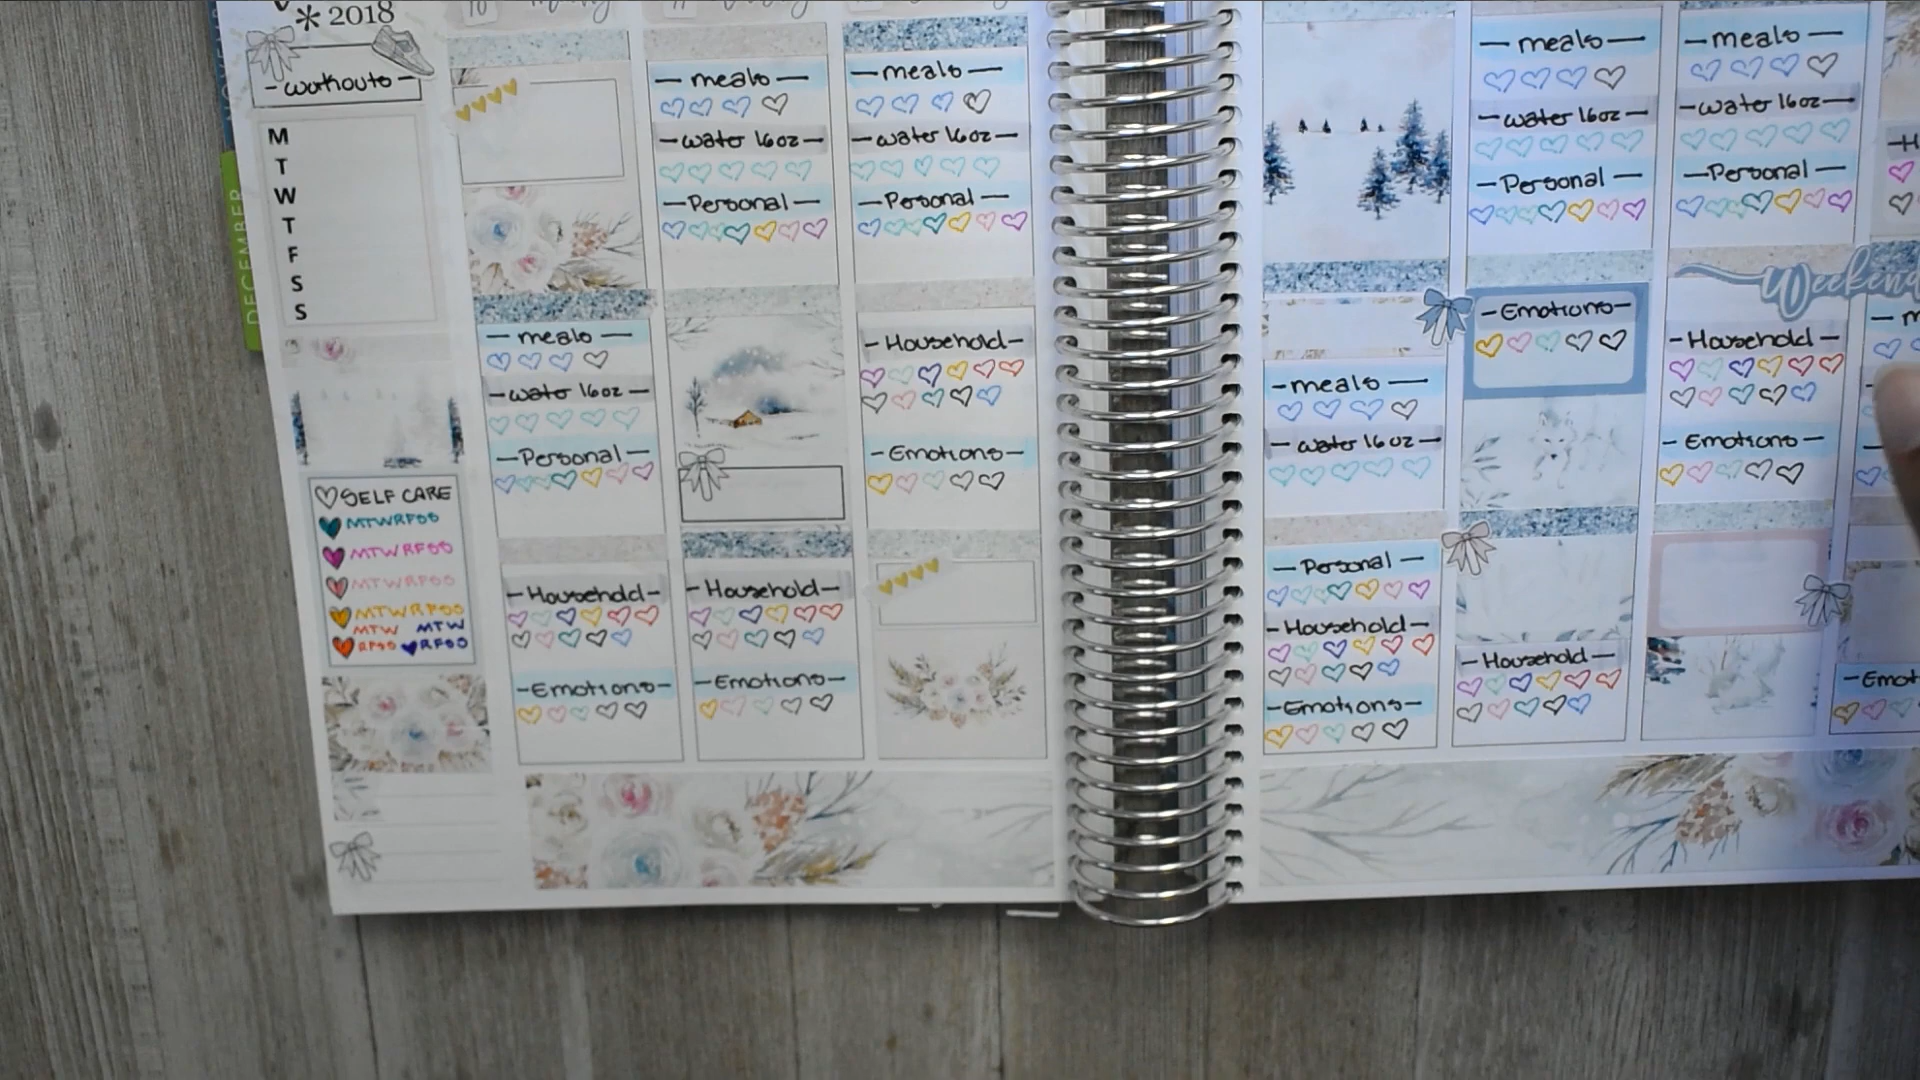 * 2018
-workouts-
M
T
W
T
F
S
S
♡SELF CARE
MTWRFSS
MTWRFSS
MTWRFSS
MTWRFSS
MTW MTW
RFSS RFSS
DECEMBER
— meals —
-water 16oz-
-Personal-
-Household-
-Emotions-
— meals —
-water 16oz-
-Personal-
-Household-
-Emotions-
-meals-
-water 16oz-
-Personal-
-Household-
-Emotions-
-meals-
-water 16oz-
-Personal-
-Household-
-Emotions-
— meals —
-water 16oz-
-Personal-
-Emotions-
-Household-
-meals-
-water 16oz-
-Personal-
Weekend
-Household-
-Emotions-